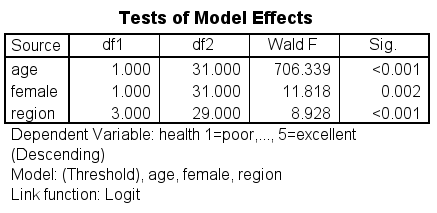 Tests of Model Effects
Source df1 df2 Wald F Sig.
age 1.000 31.000 706.339 <0.001
female 1.000 31.000 11.818 0.002
region 3.000 29.000 8.928 <0.001
Dependent Variable: health 1=poor,..., 5=excellent
(Descending)
Model: (Threshold), age, female, region
Link function: Logit